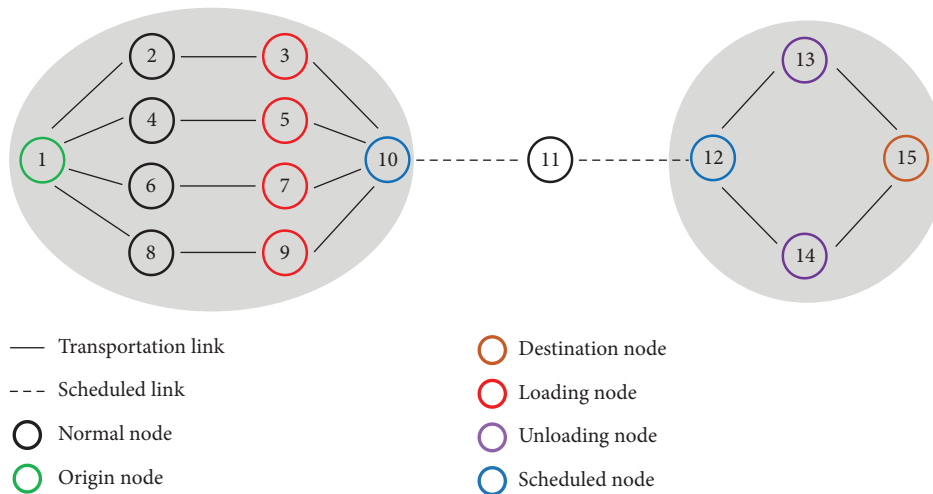 2 3
13
4 5
1 10 11 12 15
6 7
8 9
14
Transportation link
Scheduled link
Normal node
Origin node
Destination node
Loading node
Unloading node
Scheduled node